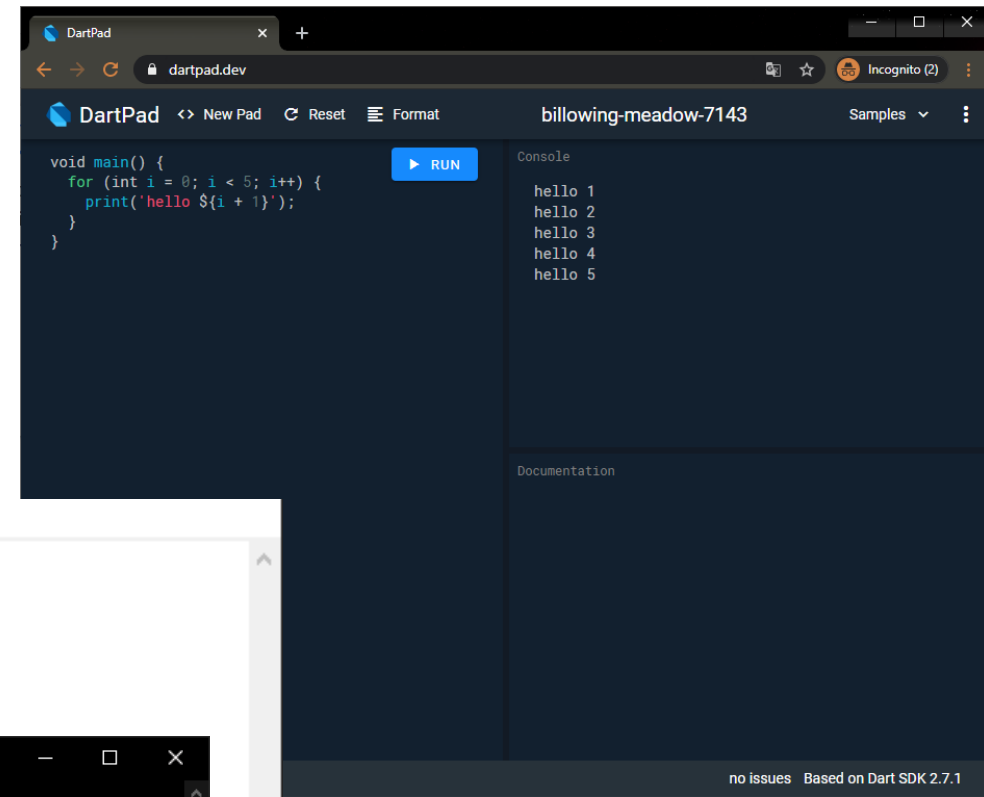 DartPad
dartpad.dev
Incognito (2)
DartPad <> New Pad Reset Format billowing-meadow-7143 Samples
void main() {
for (int i = 0; i < 5; i++) {
print('hello ${i + 1}');
}
}
RUN
Console
hello 1
hello 2
hello 3
hello 4
hello 5
Documentation
no issues Based on Dart SDK 2.7.1